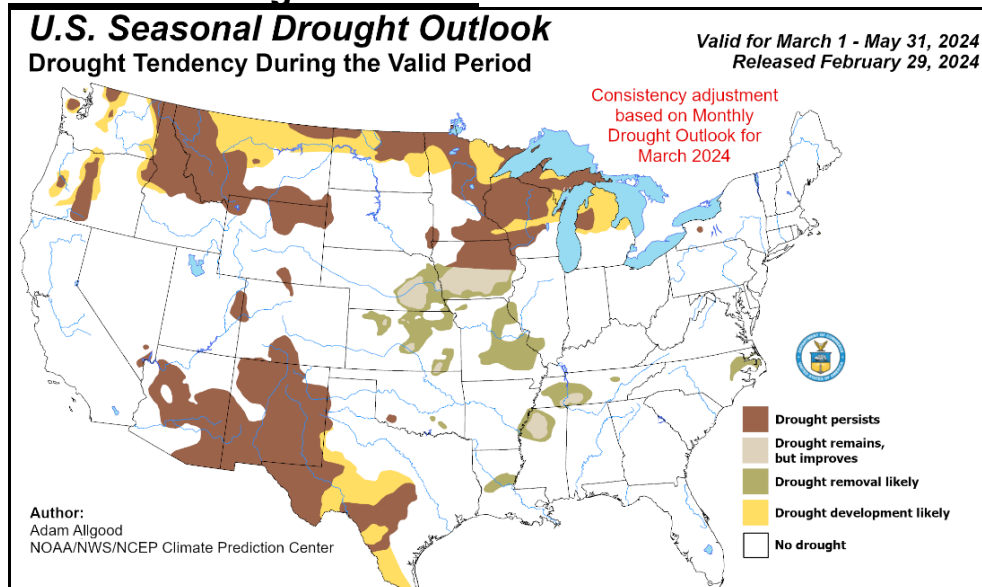 U.S. Seasonal Drought Outlook
Drought Tendency During the Valid Period
Valid for March 1 - May 31, 2024
Released February 29, 2024
Consistency adjustment
based on Monthly
Drought Outlook for
March 2024
Drought persists
Drought remains,
but improves
Drought removal likely
Drought development likely
No drought
Author:
Adam Allgood
NOAA/NWS/NCEP Climate Prediction Center